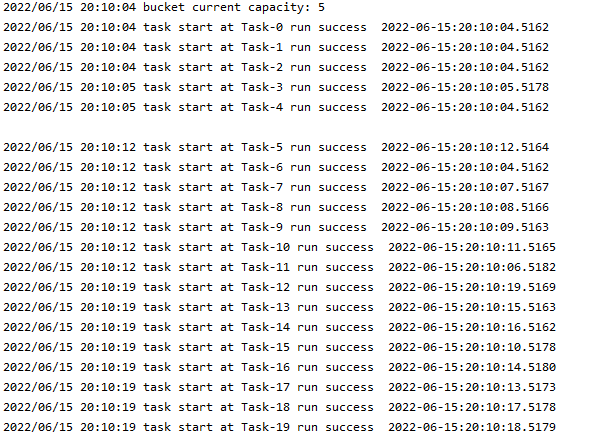 2022/06/15 20:10:04 bucket current capacity: 5
2022/06/15 20:10:04 task start at Task-0 run success  2022-06-15:20:10:04.5162
2022/06/15 20:10:04 task start at Task-1 run success  2022-06-15:20:10:04.5162
2022/06/15 20:10:04 task start at Task-2 run success  2022-06-15:20:10:04.5162
2022/06/15 20:10:05 task start at Task-3 run success  2022-06-15:20:10:05.5178
2022/06/15 20:10:05 task start at Task-4 run success  2022-06-15:20:10:04.5162

2022/06/15 20:10:12 task start at Task-5 run success  2022-06-15:20:10:12.5164
2022/06/15 20:10:12 task start at Task-6 run success  2022-06-15:20:10:04.5162
2022/06/15 20:10:12 task start at Task-7 run success  2022-06-15:20:10:07.5167
2022/06/15 20:10:12 task start at Task-8 run success  2022-06-15:20:10:08.5166
2022/06/15 20:10:12 task start at Task-9 run success  2022-06-15:20:10:09.5163
2022/06/15 20:10:12 task start at Task-10 run success  2022-06-15:20:10:11.5165
2022/06/15 20:10:12 task start at Task-11 run success  2022-06-15:20:10:06.5182
2022/06/15 20:10:19 task start at Task-12 run success  2022-06-15:20:10:19.5169
2022/06/15 20:10:19 task start at Task-13 run success  2022-06-15:20:10:15.5163
2022/06/15 20:10:19 task start at Task-14 run success  2022-06-15:20:10:16.5162
2022/06/15 20:10:19 task start at Task-15 run success  2022-06-15:20:10:10.5178
2022/06/15 20:10:19 task start at Task-16 run success  2022-06-15:20:10:14.5180
2022/06/15 20:10:19 task start at Task-17 run success  2022-06-15:20:10:13.5173
2022/06/15 20:10:19 task start at Task-18 run success  2022-06-15:20:10:17.5178
2022/06/15 20:10:19 task start at Task-19 run success  2022-06-15:20:10:18.5179